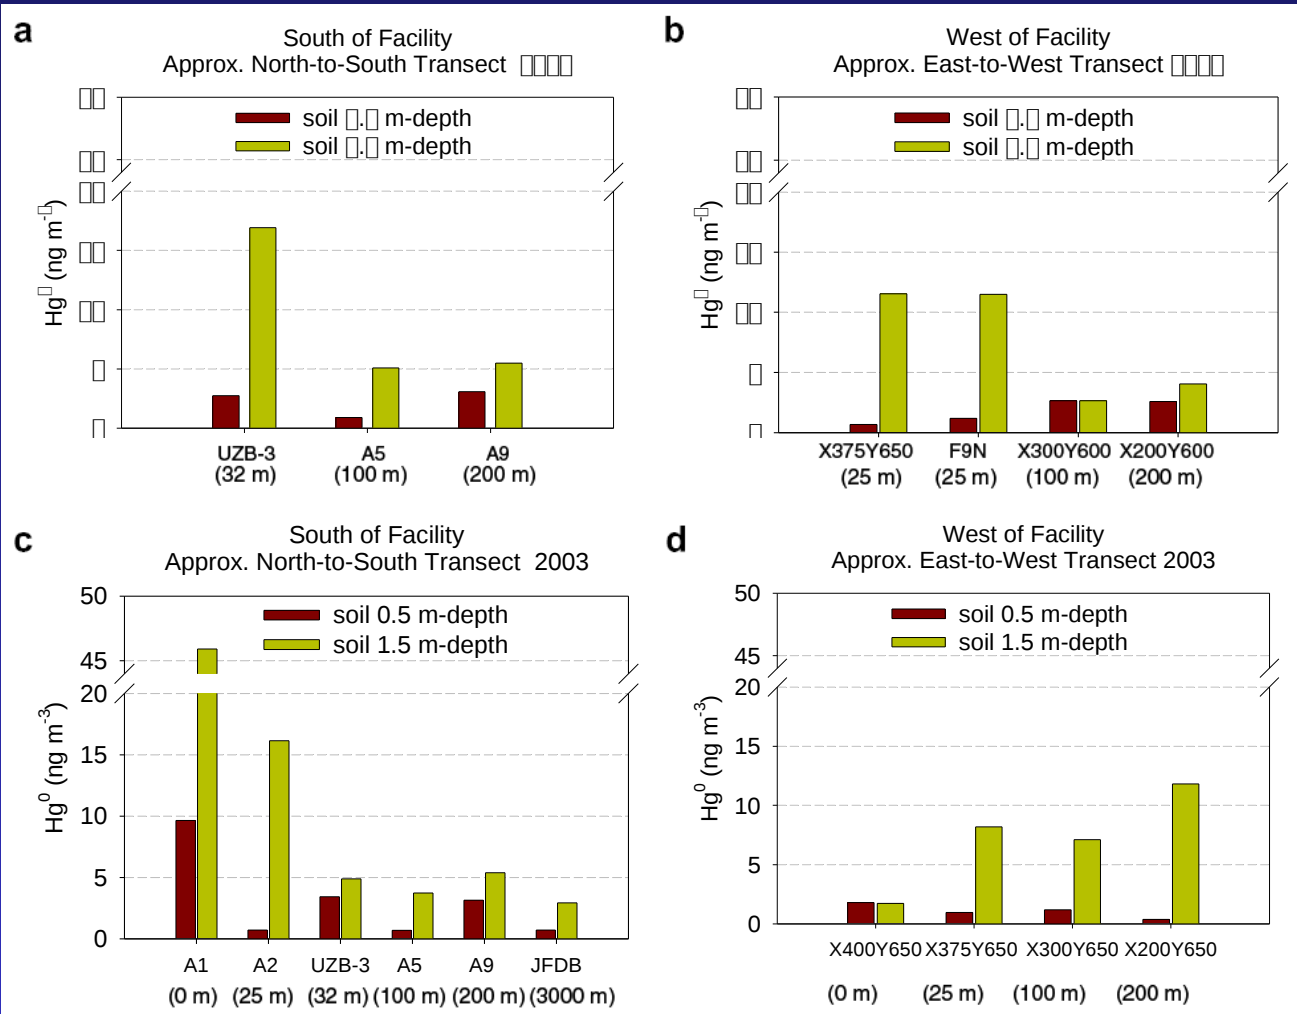 a
South of Facility
Approx. North-to-South Transect
soil m-depth
soil m-depth
Hg (ng m-
UZB-3
(32 m)
A5
(100 m)
A9
(200 m)
b
West of Facility
Approx. East-to-West Transect
soil m-depth
soil m-depth
Hg (ng m-
X375Y650
(25 m)
F9N
(25 m)
X300Y600
(100 m)
X200Y600
(200 m)
c
South of Facility
Approx. North-to-South Transect 2003
soil 0.5 m-depth
soil 1.5 m-depth
50
45
20
15
10
5
0
Hg⁰ (ng m⁻³)
A1
(0 m)
A2
(25 m)
UZB-3
(32 m)
A5
(100 m)
A9
(200 m)
JFDB
(3000 m)
d
West of Facility
Approx. East-to-West Transect 2003
soil 0.5 m-depth
soil 1.5 m-depth
50
45
20
15
10
5
0
Hg⁰ (ng m⁻³)
X400Y650
(0 m)
X375Y650
(25 m)
X300Y650
(100 m)
X200Y650
(200 m)